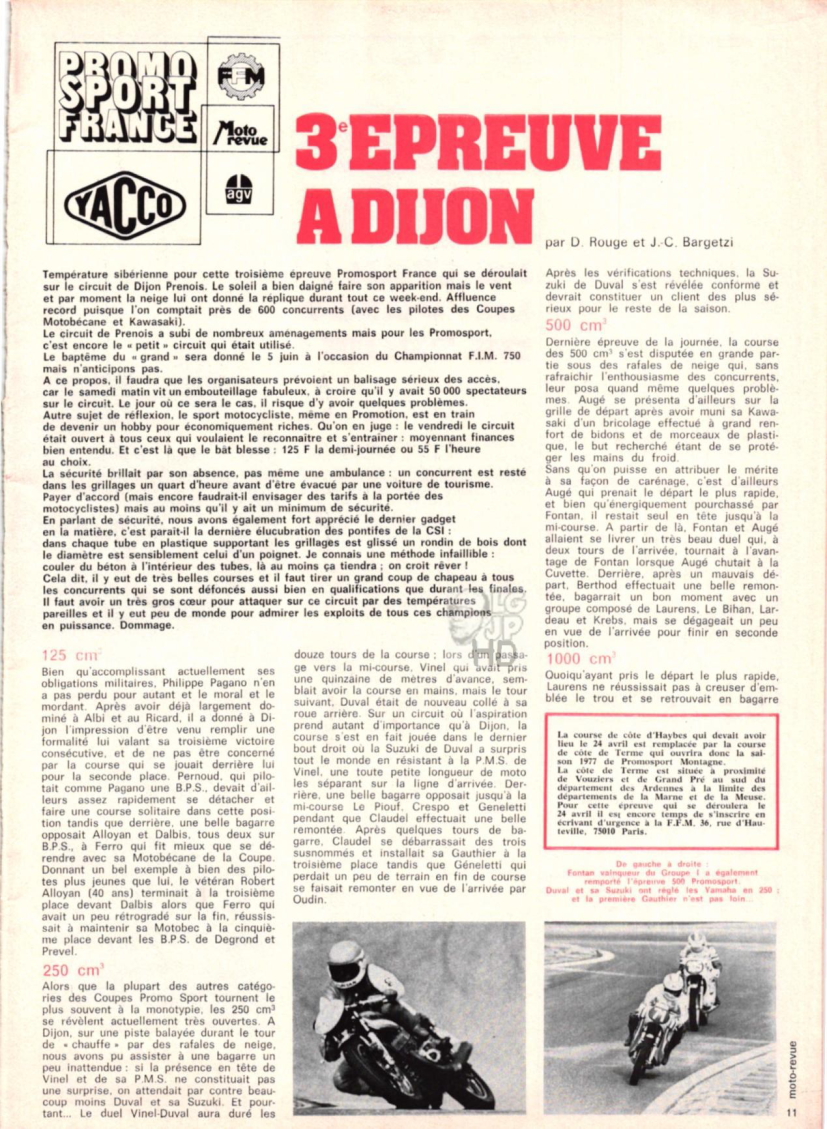 PROMO
SPORT
FRANCE
FFM
Moto
revue
YACCO
agv
3e EPREUVE
A DIJON
par D. Rouge et J.-C. Bargetzi
Température sibérienne pour cette troisième épreuve Promosport France qui se déroulait
sur le circuit de Dijon Prenois. Le soleil a bien daigné faire son apparition mais le vent
et par moment la neige lui ont donné la réplique durant tout ce week-end. Affluence
record puisque l'on comptait près de 600 concurrents (avec les pilotes des Coupes
Motobécane et Kawasaki).
Le circuit de Prenois a subi de nombreux aménagements mais pour les Promosport,
c'est encore le « petit » circuit qui était utilisé.
Le baptême du « grand » sera donné le 5 juin à l'occasion du Championnat F.I.M. 750
mais n'anticipons pas.
A ce propos, il faudra que les organisateurs prévoient un balisage sérieux des accès,
car le samedi matin vit un embouteillage fabuleux, à croire qu'il y avait 50 000 spectateurs
sur le circuit. Le jour où ce sera le cas, il risque d'y avoir quelques problèmes.
Autre sujet de réflexion, le sport motocycliste, même en Promotion, est en train
de devenir un hobby pour économiquement riches. Qu'on en juge : le vendredi le circuit
était ouvert à tous ceux qui voulaient le reconnaitre et s'entrainer : moyennant finances
bien entendu. Et c'est là que le bât blesse : 125 F la demi-journée ou 55 F l'heure
au choix.
La sécurité brillait par son absence, pas même une ambulance : un concurrent est resté
dans les grillages un quart d'heure avant d'être évacué par une voiture de tourisme.
Payer d'accord (mais encore faudrait-il envisager des tarifs à la portée des
motocyclistes) mais au moins qu'il y ait un minimum de sécurité.
En parlant de sécurité, nous avons également fort apprécié le dernier gadget
en la matière, c'est paraît-il la dernière élucubration des pontifes de la CSI :
dans chaque tube en plastique supportant les grillages est glissé un rondin de bois dont
le diamètre est sensiblement celui d'un poignet. Je connais une méthode infaillible :
couler du béton à l'intérieur des tubes, là au moins ça tiendra ; on croit rêver !
Cela dit, il y eut de très belles courses et il faut tirer un grand coup de chapeau à tous
les concurrents qui se sont défoncés aussi bien en qualifications que durant les finales.
Il faut avoir un très gros cœur pour attaquer sur ce circuit par des températures
pareilles et il y eut peu de monde pour admirer les exploits de tous ces champions
en puissance. Dommage.
125 cm³
Bien qu'accomplissant actuellement ses
obligations militaires, Philippe Pagano n'en
a pas perdu pour autant et le moral et le
mordant. Après avoir déjà largement do-
miné à Albi et au Ricard, il a donné à Di-
jon l'impression d'être venu remplir une
formalité lui valant sa troisième victoire
consécutive, et de ne pas être concerné
par la course qui se jouait derrière lui
pour la seconde place. Pernoud, qui pilo-
tait comme Pagano une B.P.S., devait d'ail-
leurs assez rapidement se détacher et
faire une course solitaire dans cette posi-
tion tandis que derrière, une belle bagarre
opposait Alloyan et Dalbis, tous deux sur
B.P.S., à Ferro qui fit mieux que se dé-
rendre avec sa Motobécane de la Coupe.
Donnant un bel exemple à bien des pilo-
tes plus jeunes que lui, le vétéran Robert
Alloyan (40 ans) terminait à la troisième
place devant Dalbis alors que Ferro qui
avait un peu rétrogradé sur la fin, réussis-
sait à maintenir sa Motobec à la cinquiè-
me place devant les B.P.S. de Degrond et
Prevel.
250 cm³
Alors que la plupart des autres catégo-
ries des Coupes Promo Sport tournent le
plus souvent à la monotypie, les 250 cm³
se révèlent actuellement très ouvertes. A
Dijon, sur une piste balayée durant le tour
de « chauffe » par des rafales de neige,
nous avons pu assister à une bagarre un
peu inattendue : si la présence en tête de
Vinel et de sa P.M.S. ne constituait pas
une surprise, on attendait par contre beau-
coup moins Duval et sa Suzuki. Et pour-
tant... Le duel Vinel-Duval aura duré les
douze tours de la course ; lors d'un passa-
ge vers la mi-course, Vinel qui avait pris
une quinzaine de mètres d'avance, sem-
blait avoir la course en mains, mais le tour
suivant, Duval était de nouveau collé à sa
roue arrière. Sur un circuit où l'aspiration
prend autant d'importance qu'à Dijon, la
course s'est en fait jouée dans le dernier
bout droit où la Suzuki de Duval a surpris
tout le monde en résistant à la P.M.S. de
Vinel, une toute petite longueur de moto
les séparant sur la ligne d'arrivée. Der-
rière, une belle bagarre opposait jusqu'à la
mi-course Le Piouf, Crespo et Geneletti
pendant que Claudel effectuait une belle
remontée. Après quelques tours de ba-
garre, Claudel se débarrassait des trois
susnommés et installait sa Gauthier à la
troisième place tandis que Géneletti qui
perdait un peu de terrain en fin de course
se faisait remonter en vue de l'arrivée par
Oudin.
Après les vérifications techniques, la Su-
zuki de Duval s'est révélée conforme et
devrait constituer un client des plus sé-
rieux pour le reste de la saison.
500 cm³
Dernière épreuve de la journée, la course
des 500 cm³ s'est disputée en grande par-
tie sous des rafales de neige qui, sans
rafraichir l'enthousiasme des concurrents,
leur posa quand même quelques problè-
mes. Augé se présenta d'ailleurs sur la
grille de départ après avoir muni sa Kawa-
saki d'un bricolage effectué à grand ren-
fort de bidons et de morceaux de plasti-
que, le but recherché étant de se proté-
ger les mains du froid.
Sans qu'on puisse en attribuer le mérite
à sa façon de carénage, c'est d'ailleurs
Augé qui prenait le départ le plus rapide,
et bien qu'énergiquement pourchassé par
Fontan, il restait seul en tête jusqu'à la
mi-course. A partir de là, Fontan et Augé
allaient se livrer un très beau duel qui, à
deux tours de l'arrivée, tournait à l'avan-
tage de Fontan lorsque Augé chutait à la
Cuvette. Derrière, après un mauvais dé-
part, Berthod effectuait une belle remon-
tée, bagarrait un bon moment avec un
groupe composé de Laurens, Le Bihan, Lar-
deau et Krebs, mais se dégageait un peu
en vue de l'arrivée pour finir en seconde
position.
1000 cm³
Quoiqu'ayant pris le départ le plus rapide,
Laurens ne réussissait pas à creuser d'em-
blée le trou et se retrouvait en bagarre
La course de côte d'Haybes qui devait avoir
lieu le 24 avril est remplacée par la course
de côte de Terme qui ouvrira donc la sai-
son 1977 de Promosport Montagne.
La côte de Terme est située à proximité
de Vouziers et de Grand Pré au sud du
département des Ardennes à la limite des
départements de la Marne et de la Meuse.
Pour cette épreuve qui se déroulera le
24 avril il est encore temps de s'inscrire en
écrivant d'urgence à la F.F.M. 36, rue d'Hau-
teville, 75010 Paris.
De gauche à droite :
Fontan vainqueur du Groupe I a également
remporté l'épreuve 500 Promosport.
Duval et sa Suzuki ont réglé les Yamaha en 250 ;
et la première Gauthier n'est pas loin...
moto-revue
11